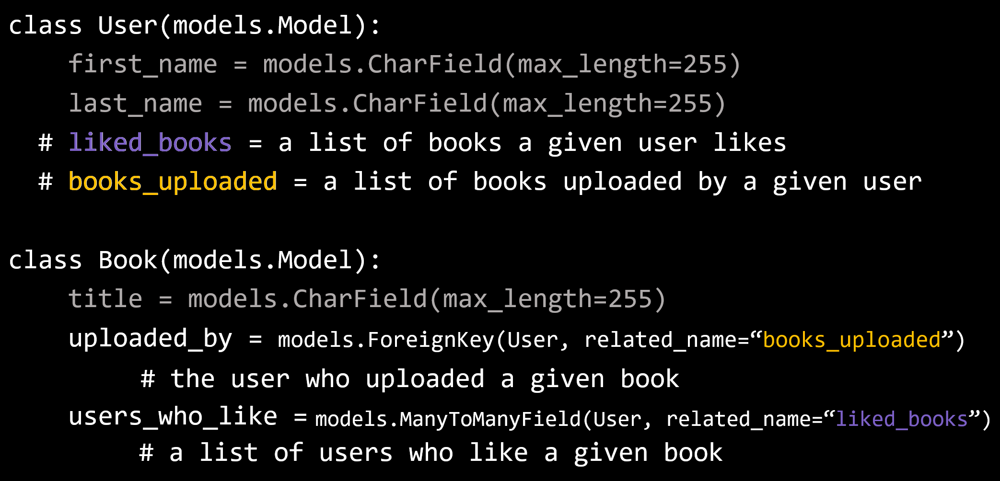 class User(models.Model):
    first_name = models.CharField(max_length=255)
    last_name = models.CharField(max_length=255)
  # liked_books = a list of books a given user likes
  # books_uploaded = a list of books uploaded by a given user
class Book(models.Model):
    title = models.CharField(max_length=255)
    uploaded_by = models.ForeignKey(User, related_name=“books_uploaded”)
         # the user who uploaded a given book
    users_who_like = models.ManyToManyField(User, related_name=“liked_books”)
         # a list of users who like a given book